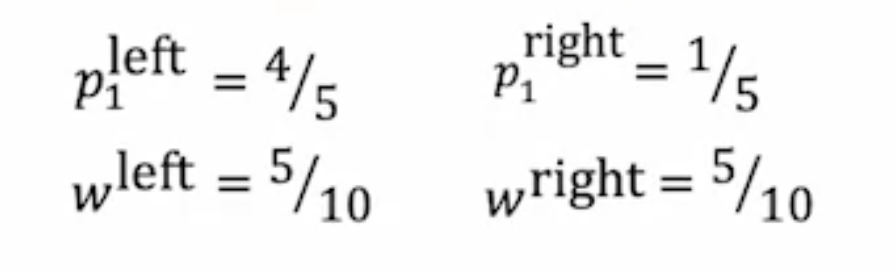 p₁^left = 4/5 p₁^right = 1/5
w^left = 5/10 w^right = 5/10